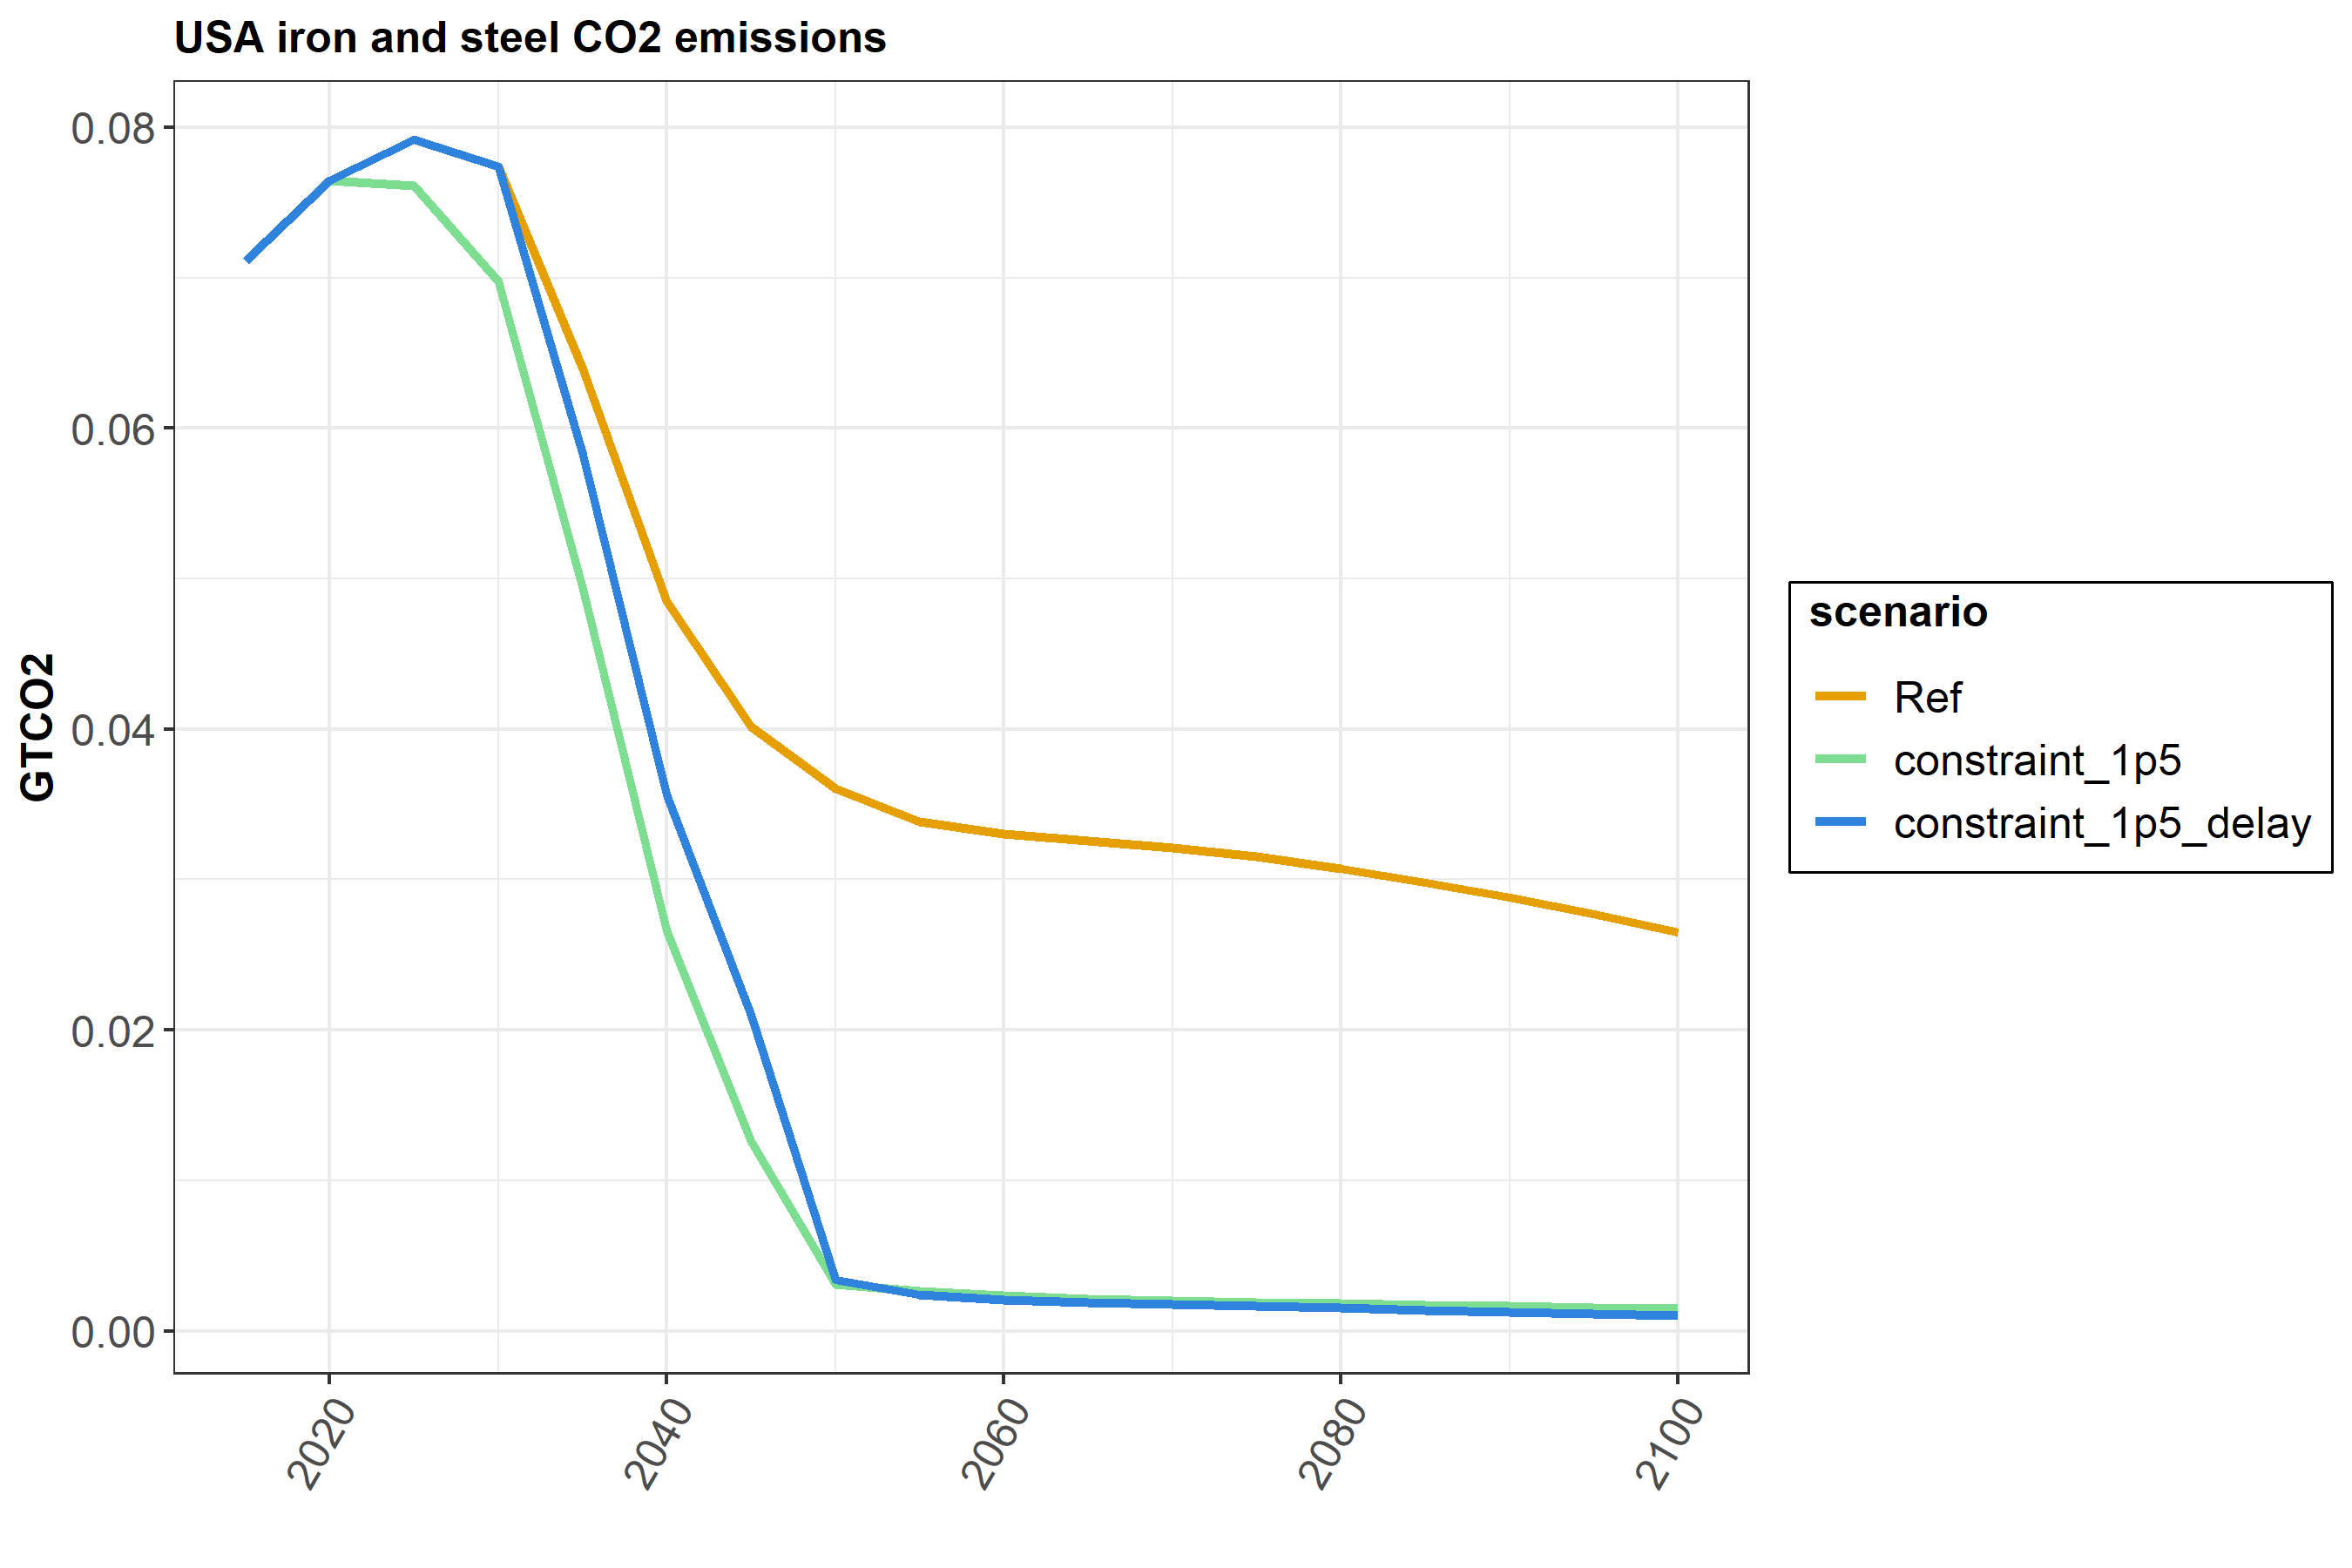 USA iron and steel CO2 emissions
GTCO2
0.08
0.06
0.04
0.02
0.00
2020
2040
2060
2080
2100
scenario
Ref
constraint_1p5
constraint_1p5_delay